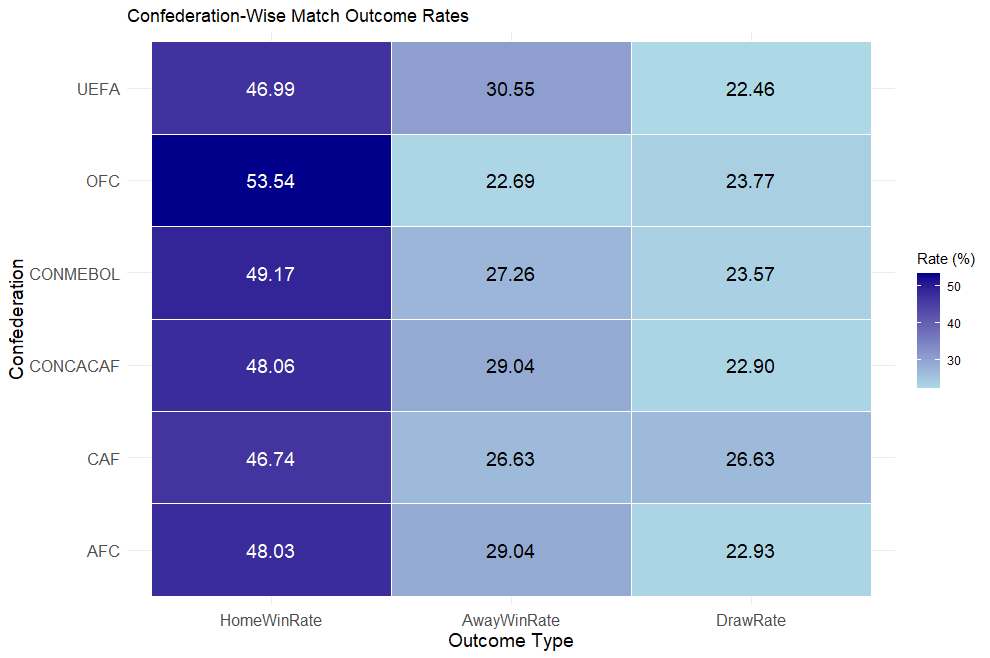 Confederation-Wise Match Outcome Rates
Confederation
UEFA 46.99 30.55 22.46
OFC 53.54 22.69 23.77
CONMEBOL 49.17 27.26 23.57
CONCACAF 48.06 29.04 22.90
CAF 46.74 26.63 26.63
AFC 48.03 29.04 22.93
HomeWinRate AwayWinRate DrawRate
Outcome Type
Rate (%)
50
40
30